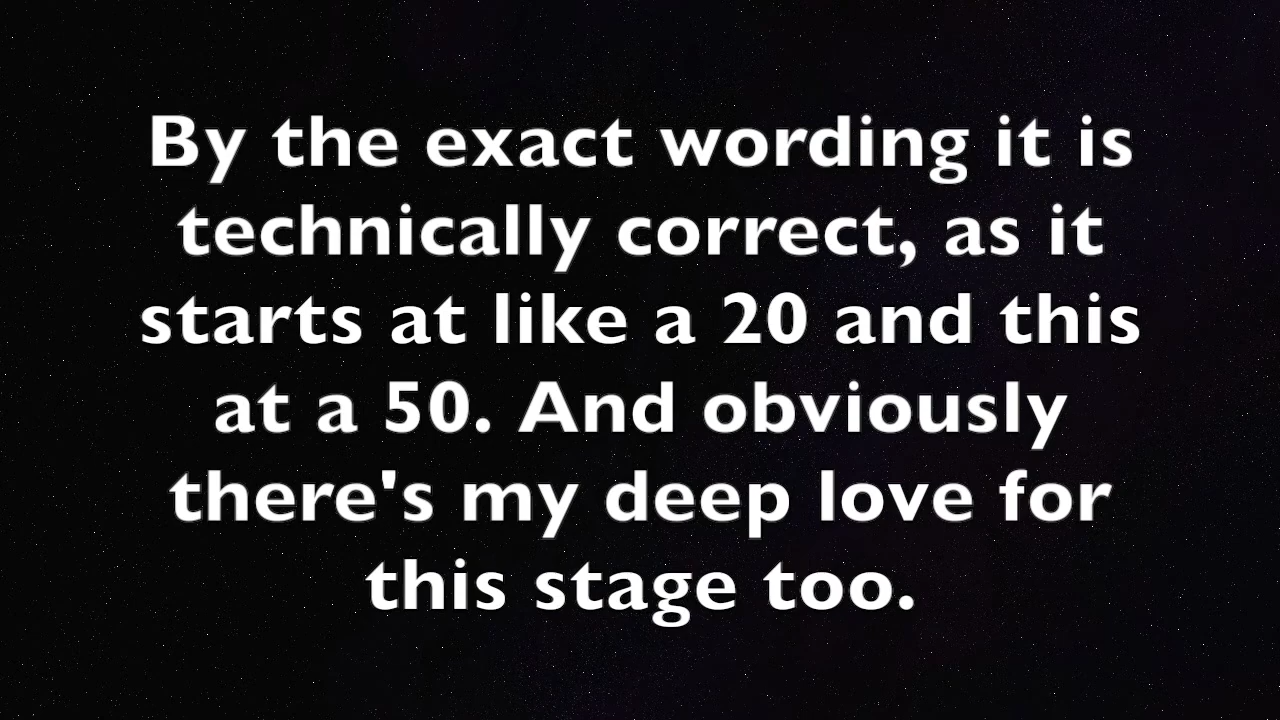 By the exact wording it is
technically correct, as it
starts at like a 20 and this
at a 50. And obviously
there's my deep love for
this stage too.